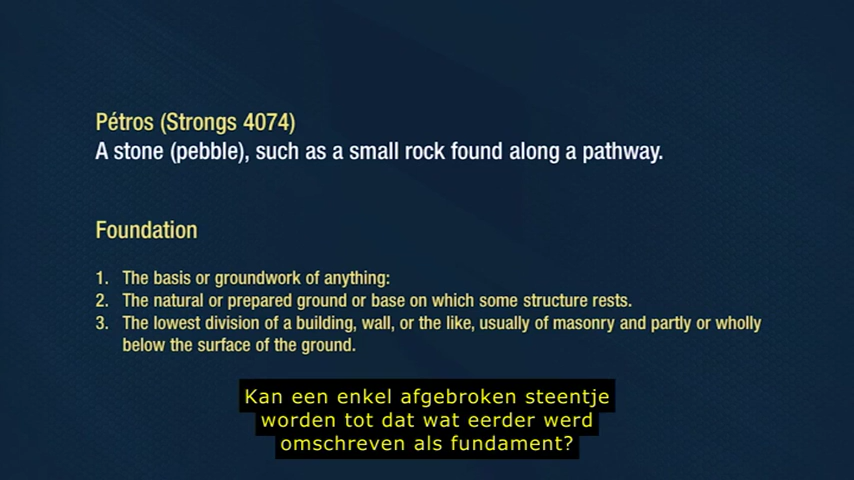 Pétros (Strongs 4074)
A stone (pebble), such as a small rock found along a pathway.
Foundation
1. The basis or groundwork of anything:
2. The natural or prepared ground or base on which some structure rests.
3. The lowest division of a building, wall, or the like, usually of masonry and partly or wholly
below the surface of the ground.
Kan een enkel afgebroken steentje
worden tot dat wat eerder werd
omschreven als fundament?